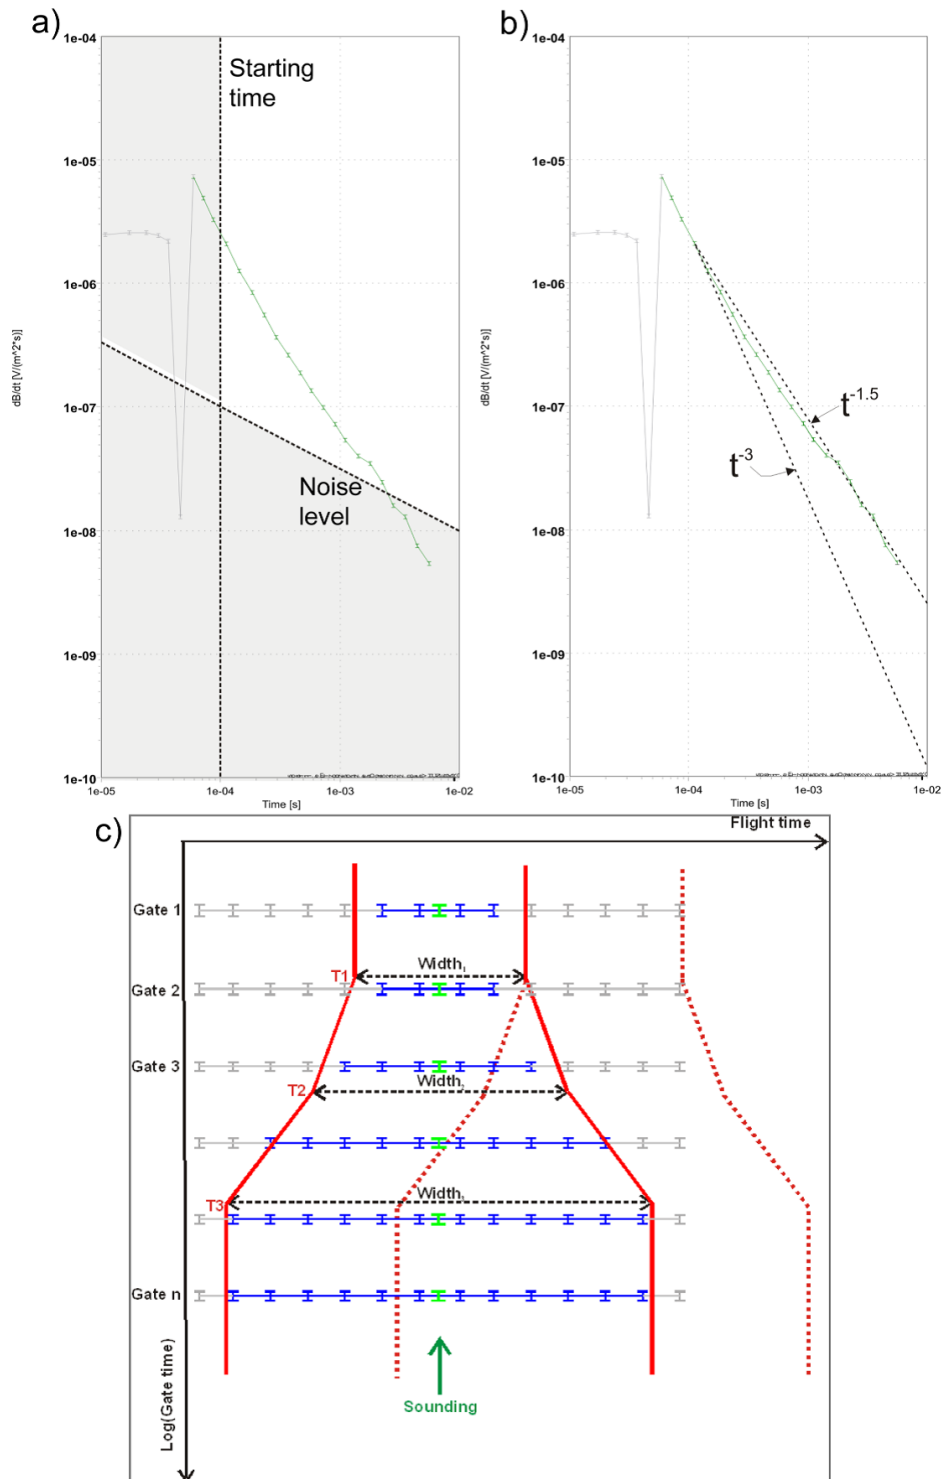 a)
1e-04
1e-05
1e-06
1e-07
1e-08
1e-09
1e-10
dB/dt [V/(m^2*s)]
Starting
time
Noise
level
1e-05
1e-04
1e-03
1e-02
Time [s]
b)
1e-04
1e-05
1e-06
1e-07
1e-08
1e-09
1e-10
dB/dt [V/(m^2*s)]
t-1.5
t-3
1e-05
1e-04
1e-03
1e-02
Time [s]
c)
Flight time
Gate 1
T1
Width
Gate 2
Gate 3
T2
Width
T3
Width
Gate n
Log(Gate time)
Sounding